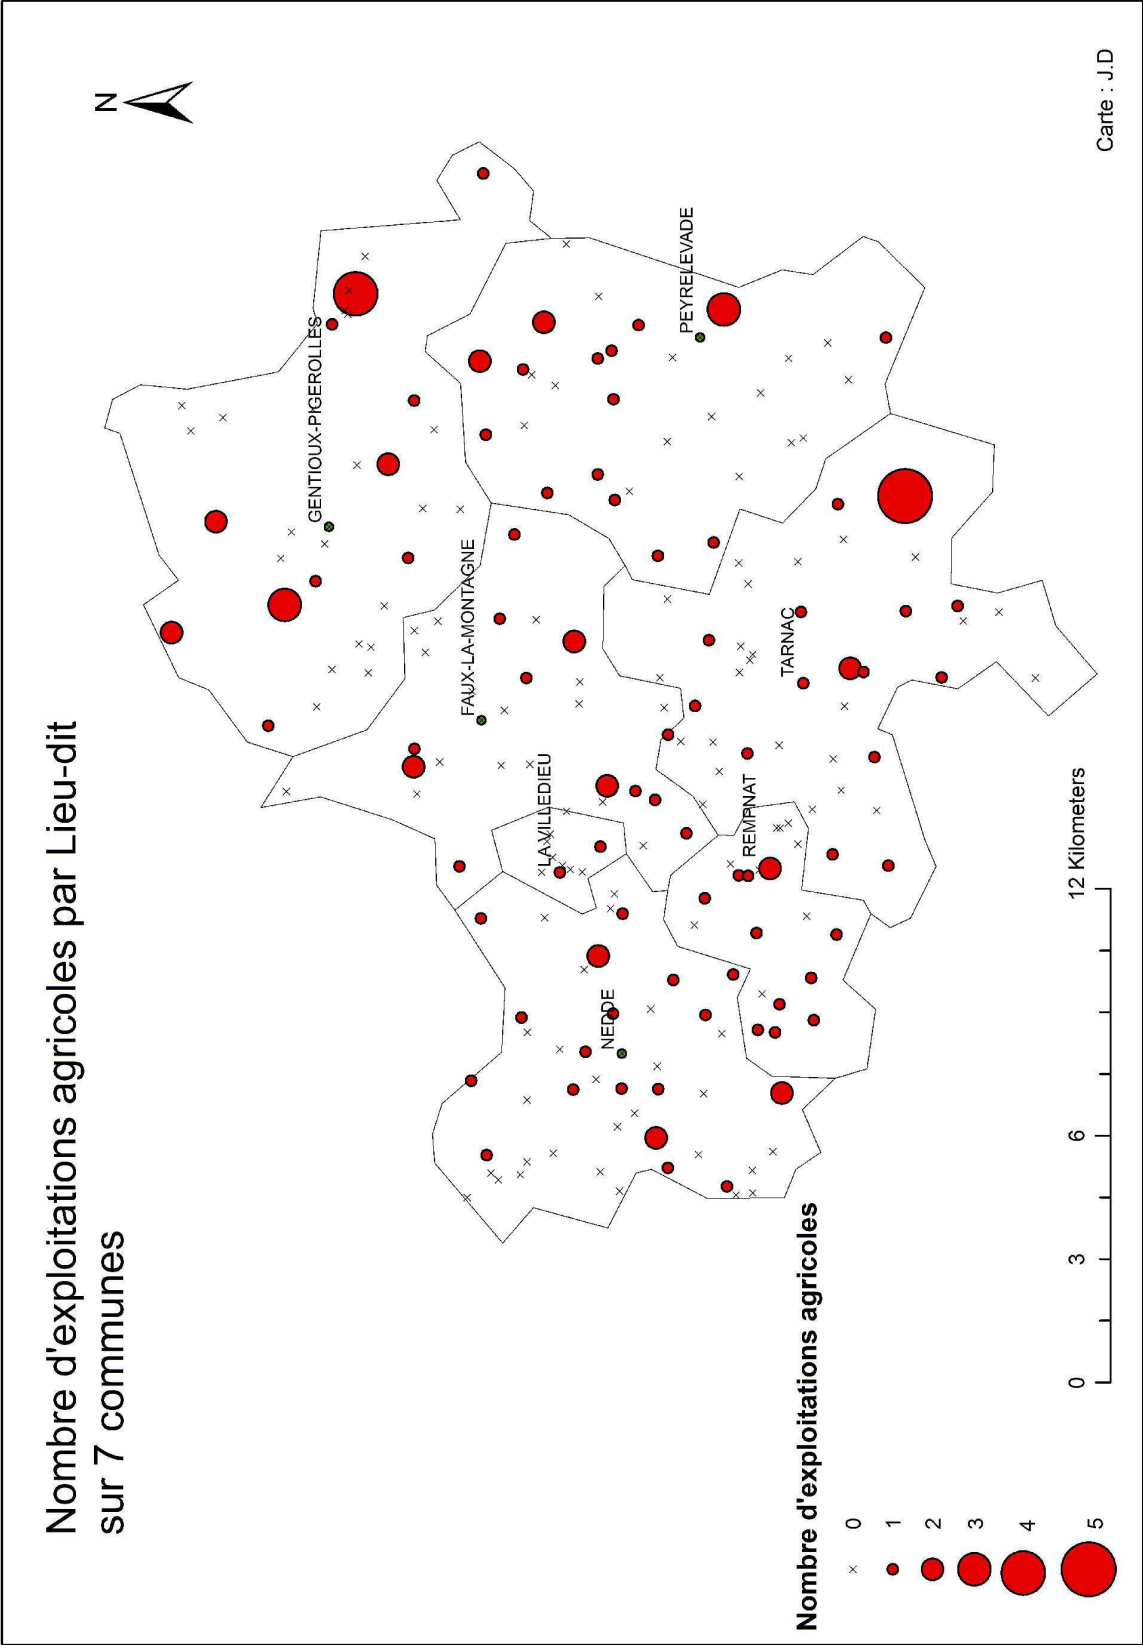 Nombre d'exploitations agricoles par Lieu-dit
sur 7 communes
N
GENTIOUX-PIGEROLLES
FAUX-LA-MONTAGNE
PEYRELEVADE
LA VILLEDIEU
NEDDE
TARNAC
REMPNAT
Nombre d'exploitations agricoles
0
1
2
3
4
5
0 3 6 12 Kilometers
Carte : J.D